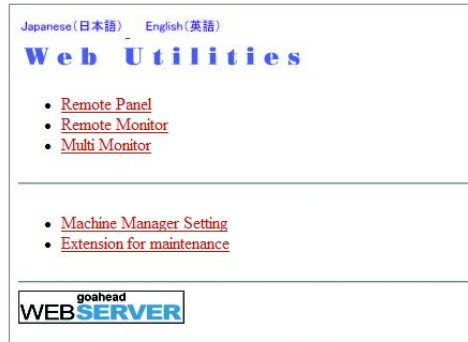 Japanese(日本語) English(英語)
Web Utilities
Remote Panel
Remote Monitor
Multi Monitor
Machine Manager Setting
Extension for maintenance
goahead
WEBSERVER